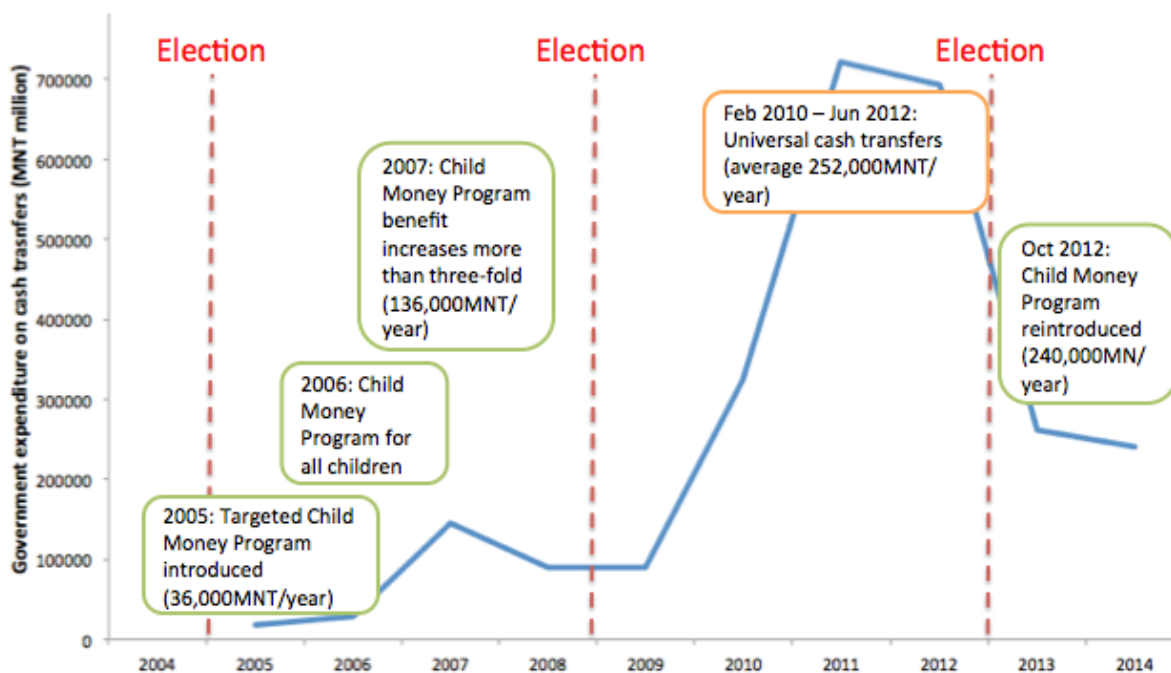 Election
Election
Election
Government expenditure on cash trasnfers (MNT million)
700000
600000
500000
400000
300000
200000
100000
0
2005: Targeted Child
Money Program
introduced
(36,000MNT/year)
2006: Child
Money
Program for
all children
2007: Child
Money Program
benefit
increases more
than three-fold
(136,000MNT/
year)
Feb 2010 – Jun 2012:
Universal cash transfers
(average 252,000MNT/
year)
Oct 2012:
Child Money
Program
reintroduced
(240,000MN/
year)
2004 2005 2006 2007 2008 2009 2010 2011 2012 2013 2014